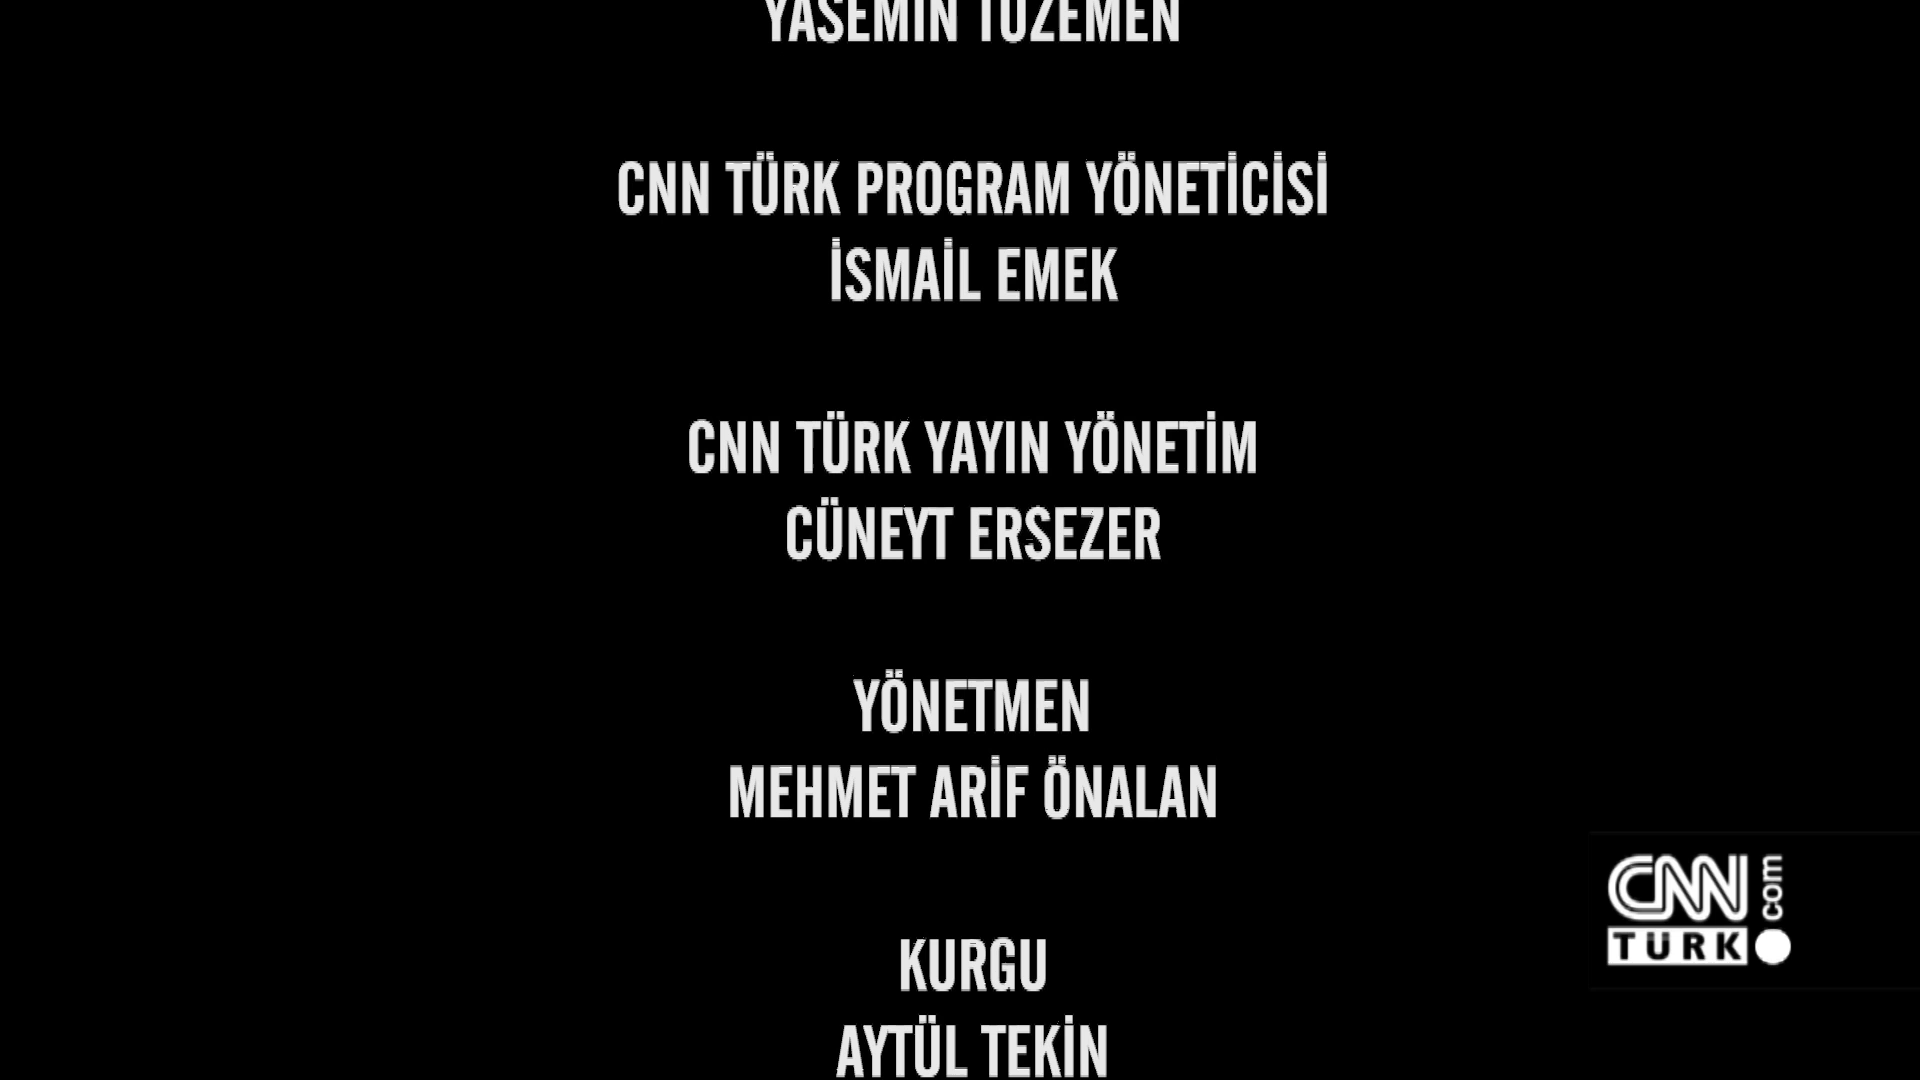 YASEMİN TÜZEMEN
CNN TÜRK PROGRAM YÖNETİCİSİ
İSMAİL EMEK
CNN TÜRK YAYIN YÖNETİM
CÜNEYT ERSEZER
YÖNETMEN
MEHMET ARİF ÖNALAN
KURGU
AYTÜL TEKİN
CNN
TÜRK
.com